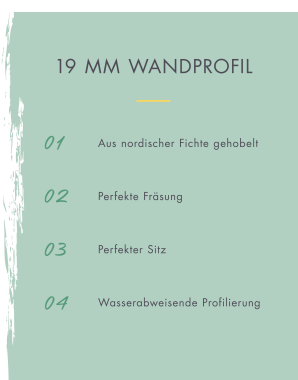 19 MM WANDPROFIL
01 Aus nordischer Fichte gehobelt
02 Perfekte Fräsung
03 Perfekter Sitz
04 Wasserabweisende Profilierung